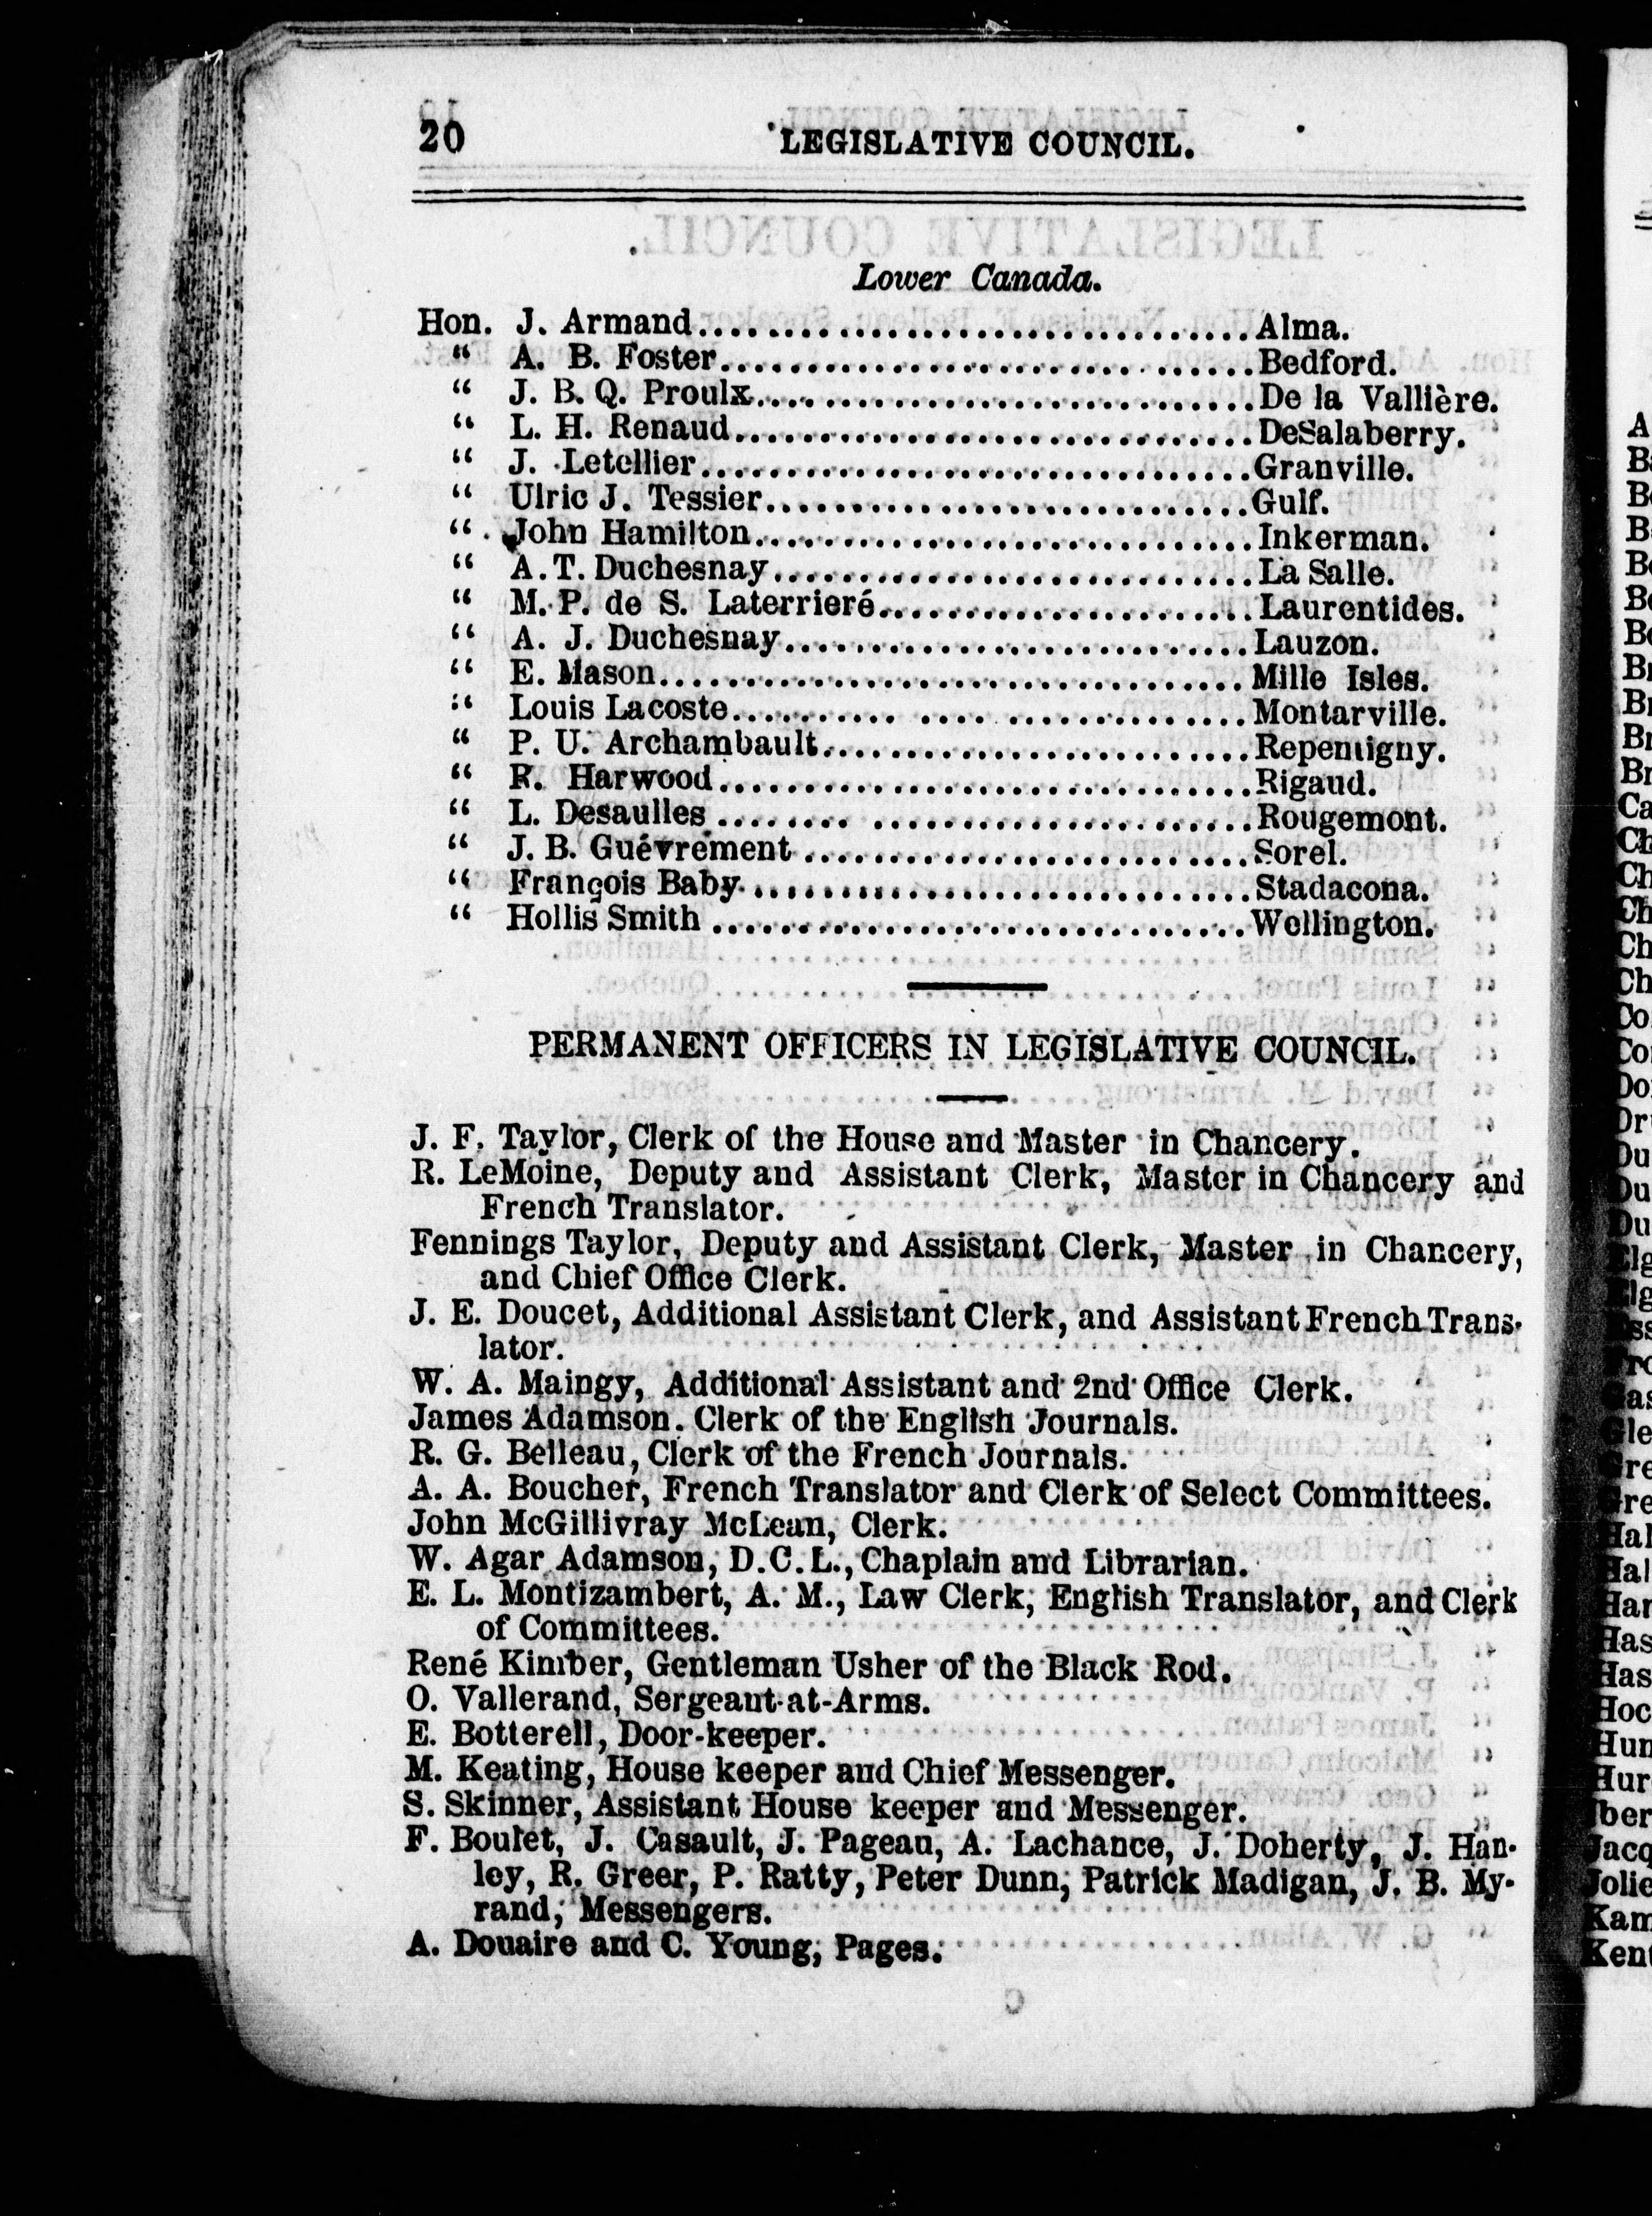 20 LEGISLATIVE COUNCIL.
Lower Canada.
Hon. J. Armand................................Alma.
“ A. B. Foster................................Bedford.
“ J. B. Q. Proulx................................De la Vallière.
“ L. H. Renaud................................DeSalaberry.
“ J. Letellier................................Granville.
“ Ulric J. Tessier................................Gulf.
“ John Hamilton................................Inkerman.
“ A. T. Duchesnay................................La Salle.
“ M. P. de S. Laterrieré................................Laurentides.
“ A. J. Duchesnay................................Lauzon.
“ E. Mason................................Mille Isles.
“ Louis Lacoste................................Montarville.
“ P. U. Archambault................................Repentigny.
“ R. Harwood................................Rigaud.
“ L. Desaulles................................Rougemont.
“ J. B. Guévrement................................Sorel.
“ François Baby................................Stadacona.
“ Hollis Smith................................Wellington.
PERMANENT OFFICERS IN LEGISLATIVE COUNCIL.
J. F. Taylor, Clerk of the House and Master in Chancery.
R. LeMoine, Deputy and Assistant Clerk, Master in Chancery and
French Translator.
Fennings Taylor, Deputy and Assistant Clerk, Master in Chancery,
and Chief Office Clerk.
J. E. Doucet, Additional Assistant Clerk, and Assistant French Trans-
lator.
W. A. Maingy, Additional Assistant and 2nd Office Clerk.
James Adamson. Clerk of the English Journals.
R. G. Belleau, Clerk of the French Journals.
A. A. Boucher, French Translator and Clerk of Select Committees.
John McGillivray McLean, Clerk.
W. Agar Adamson, D.C.L., Chaplain and Librarian.
E. L. Montizambert, A. M., Law Clerk, English Translator, and Clerk
of Committees.
René Kimber, Gentleman Usher of the Black Rod.
O. Vallerand, Sergeant-at-Arms.
E. Botterell, Door-keeper.
M. Keating, House keeper and Chief Messenger.
S. Skinner, Assistant House keeper and Messenger.
F. Boulet, J. Casault, J. Pageau, A. Lachance, J. Doherty, J. Han-
ley, R. Greer, P. Ratty, Peter Dunn, Patrick Madigan, J. B. My-
rand, Messengers.
A. Douaire and C. Young, Pages.